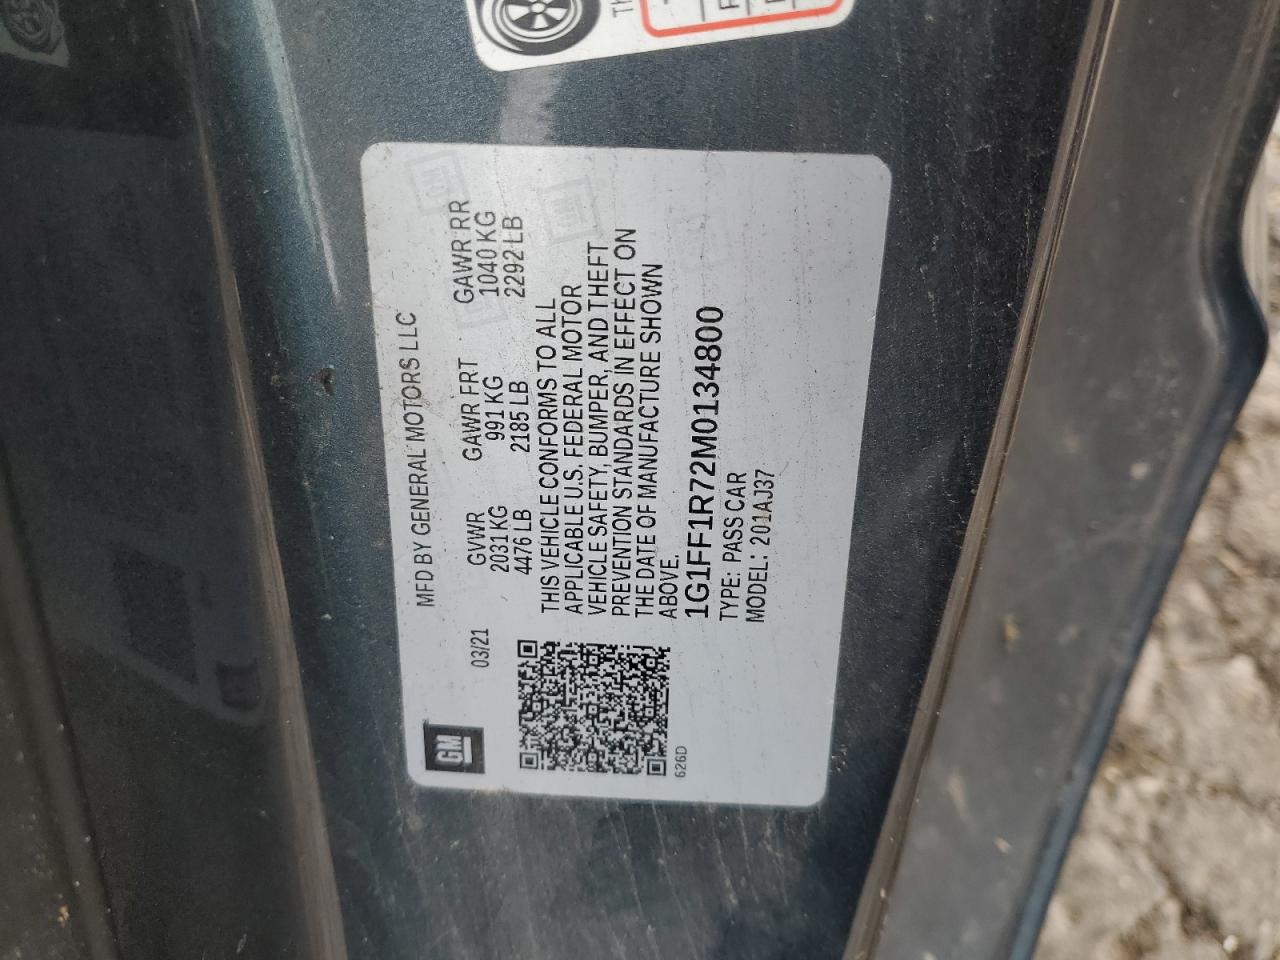 MFD BY GENERAL MOTORS LLC
03/21
GVWR GAWR FRT GAWR RR
2031 KG 991 KG 1040 KG
4476 LB 2185 LB 2292 LB
THIS VEHICLE CONFORMS TO ALL
APPLICABLE U.S. FEDERAL MOTOR
VEHICLE SAFETY, BUMPER, AND THEFT
PREVENTION STANDARDS IN EFFECT ON
THE DATE OF MANUFACTURE SHOWN
ABOVE.
1G1FF1R72M0134800
TYPE: PASS CAR
MODEL: 201AJ37
GM
626D